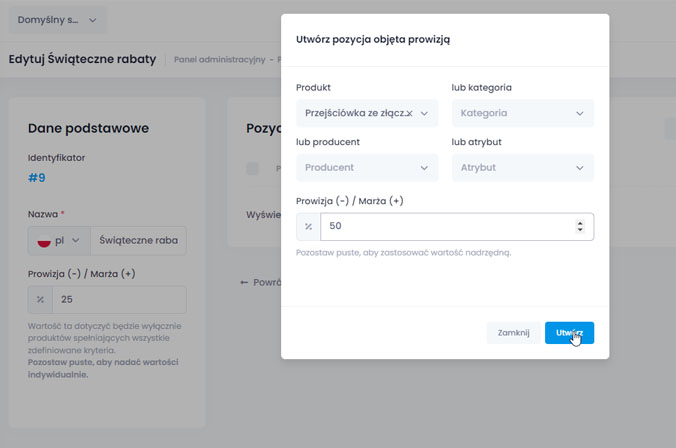 Domyślny s...
Edytuj Świąteczne rabaty
Panel administracyjny - P
Dane podstawowe
Identyfikator
#9
Nazwa *
pl
Świąteczne raba
Prowizja (-) / Marża (+)
%
25
Wartość ta dotyczyć będzie wyłącznie
produktów spełniających wszystkie
zdefiniowane kryteria.
Pozostaw puste, aby nadać wartości
indywidualnie.
Pozyc
P
Wyświe
← Powró
Utwórz pozycja objęta prowizją
Produkt
lub kategoria
Przejściówka ze złącz...
×
Kategoria
lub producent
lub atrybut
Producent
Atrybut
Prowizja (-) / Marża (+)
%
50
Pozostaw puste, aby zastosować wartość nadrzędną.
Zamknij
Utwórz